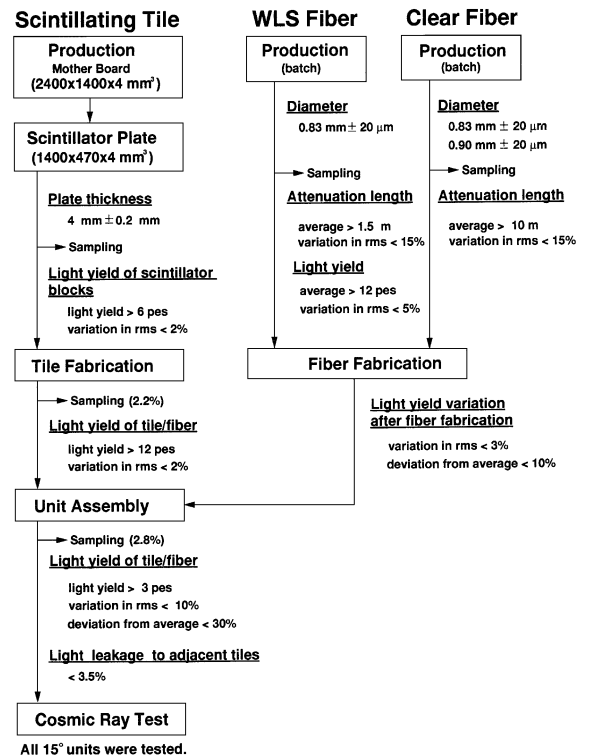 Scintillating Tile
Production
Mother Board
(2400x1400x4 mm³)
Scintillator Plate
(1400x470x4 mm³)
Plate thickness
4 mm ± 0.2 mm
Sampling
Light yield of scintillator
blocks
light yield > 6 pes
variation in rms < 2%
Tile Fabrication
Sampling (2.2%)
Light yield of tile/fiber
light yield > 12 pes
variation in rms < 2%
Unit Assembly
Sampling (2.8%)
Light yield of tile/fiber
light yield > 3 pes
variation in rms < 10%
deviation from average < 30%
Light leakage to adjacent tiles
< 3.5%
Cosmic Ray Test
All 15° units were tested.
WLS Fiber
Production
(batch)
Diameter
0.83 mm ± 20 μm
Sampling
Attenuation length
average > 1.5 m
variation in rms < 15%
Light yield
average > 12 pes
variation in rms < 5%
Clear Fiber
Production
(batch)
Diameter
0.83 mm ± 20 μm
0.90 mm ± 20 μm
Sampling
Attenuation length
average > 10 m
variation in rms < 15%
Fiber Fabrication
Light yield variation
after fiber fabrication
variation in rms < 3%
deviation from average < 10%